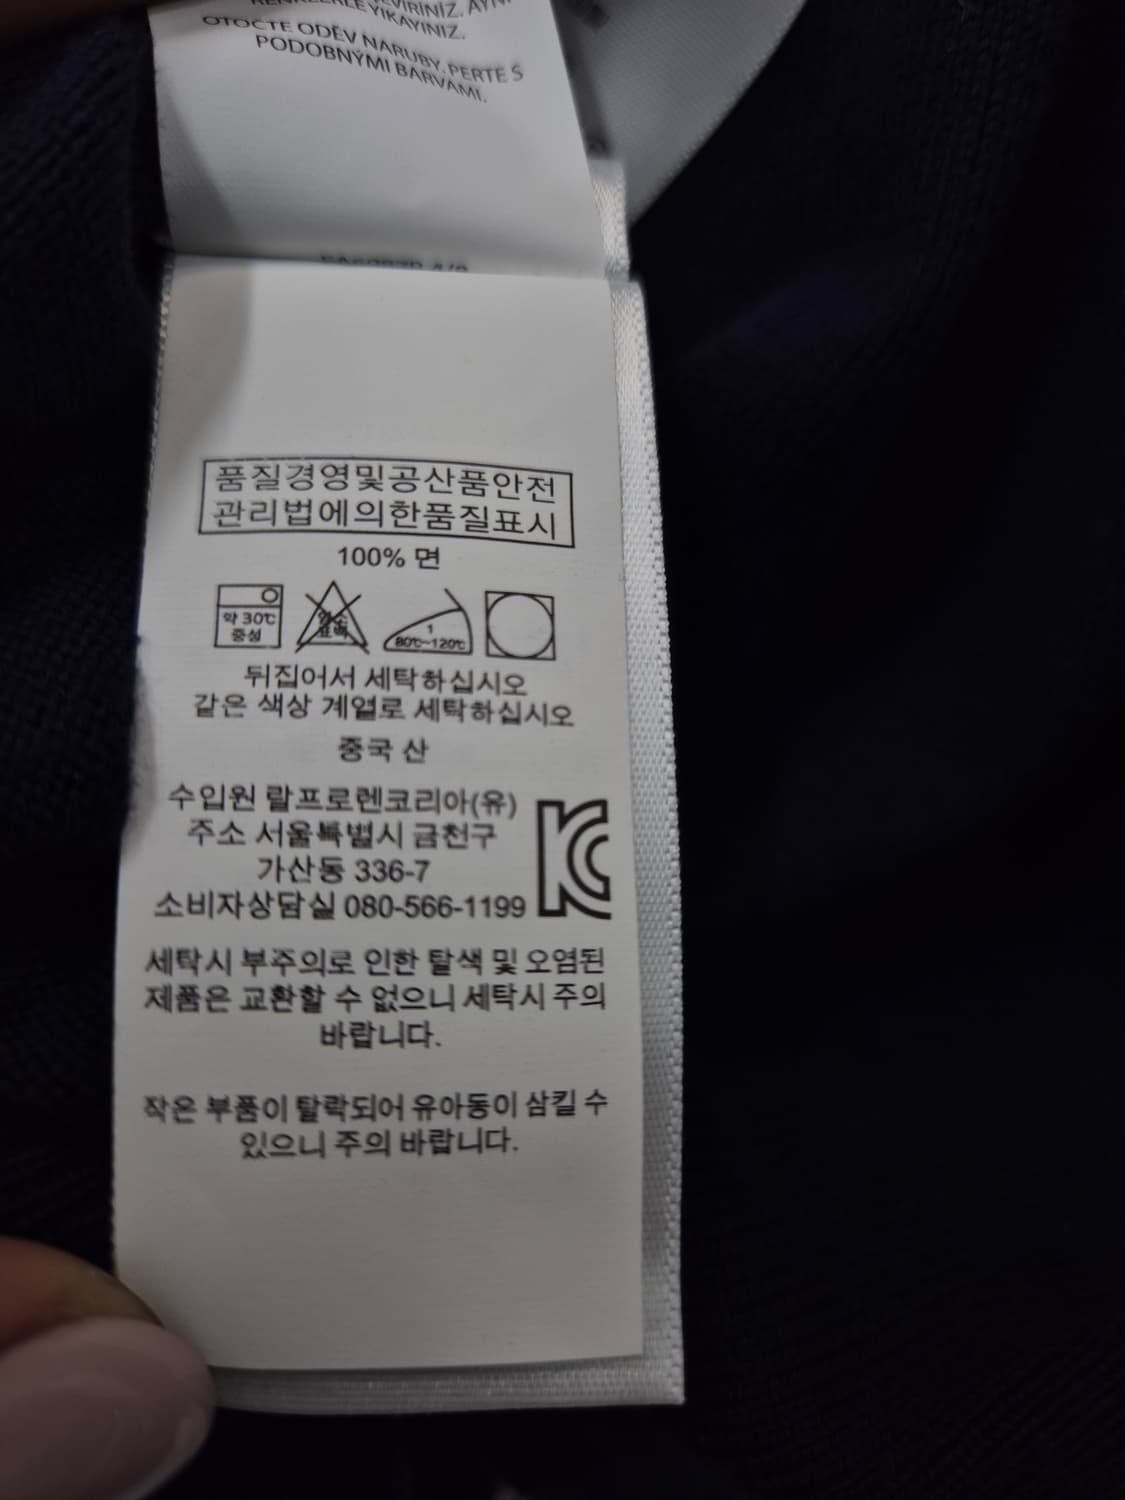 YIKAYINIZ.
OTOCTE ODĚV NARUBY, PERTE S
PODOBNÝMI BARVAMI.
품질경영및공산품안전
관리법에의한품질표시
100% 면
약 30℃
중성
염소
표백
1
80℃~120℃
뒤집어서 세탁하십시오
같은 색상 계열로 세탁하십시오
중국 산
수입원 랄프로렌코리아(유)
주소 서울특별시 금천구
가산동 336-7
소비자상담실 080-566-1199
KC
세탁시 부주의로 인한 탈색 및 오염된
제품은 교환할 수 없으니 세탁시 주의
바랍니다.
작은 부품이 탈락되어 유아동이 삼킬 수
있으니 주의 바랍니다.